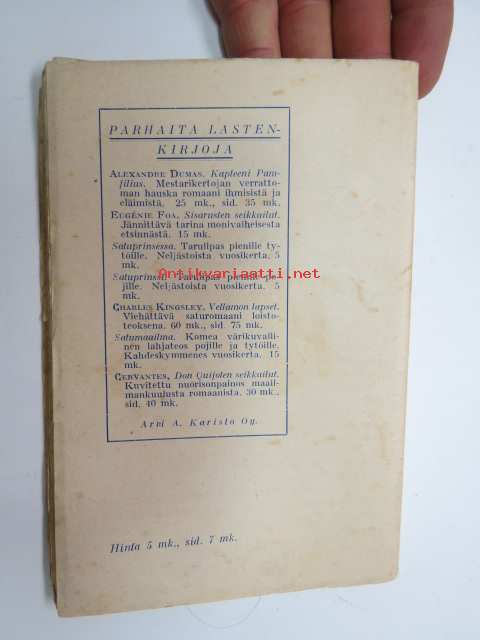 PARHAITA LASTEN-
KIRJOJA
ALEXANDRE DUMAS. Kapteeni Pam-
filius. Mestarikertojan verratto-
man hauska romaani ihmisistä ja
eläimistä. 25 mk., sid. 35 mk.
EUGÉNIE FOA. Sisarusten seikkailut.
Jännittävä tarina monivaiheisesta
etsinnästä. 15 mk.
Satuprinsessa. Tarulipas pienille ty-
töille. Neljästoista vuosikerta. 5
mk.
Satuprinssi. Tarulipas pienille po-
jille. Neljästoista vuosikerta. 5
mk.
Antikvariaatti.net
CHARLES KINGSLEY. Vellamon lapset.
Viehättävä saturomaani loisto-
teoksena. 60 mk., sid. 75 mk.
Satumaailma. Komea värikuvalli-
nen lahjateos pojille ja tytöille.
Kahdeskymmenes vuosikerta. 15
mk.
CERVANTES, Don Quijoten seikkailut.
Kuvitettu nuorisonpainos maail-
mankuulusta romaanista. 30 mk.,
sid. 40 mk.
Arvi A. Karisto Oy.
Hinta 5 mk., sid. 7 mk.